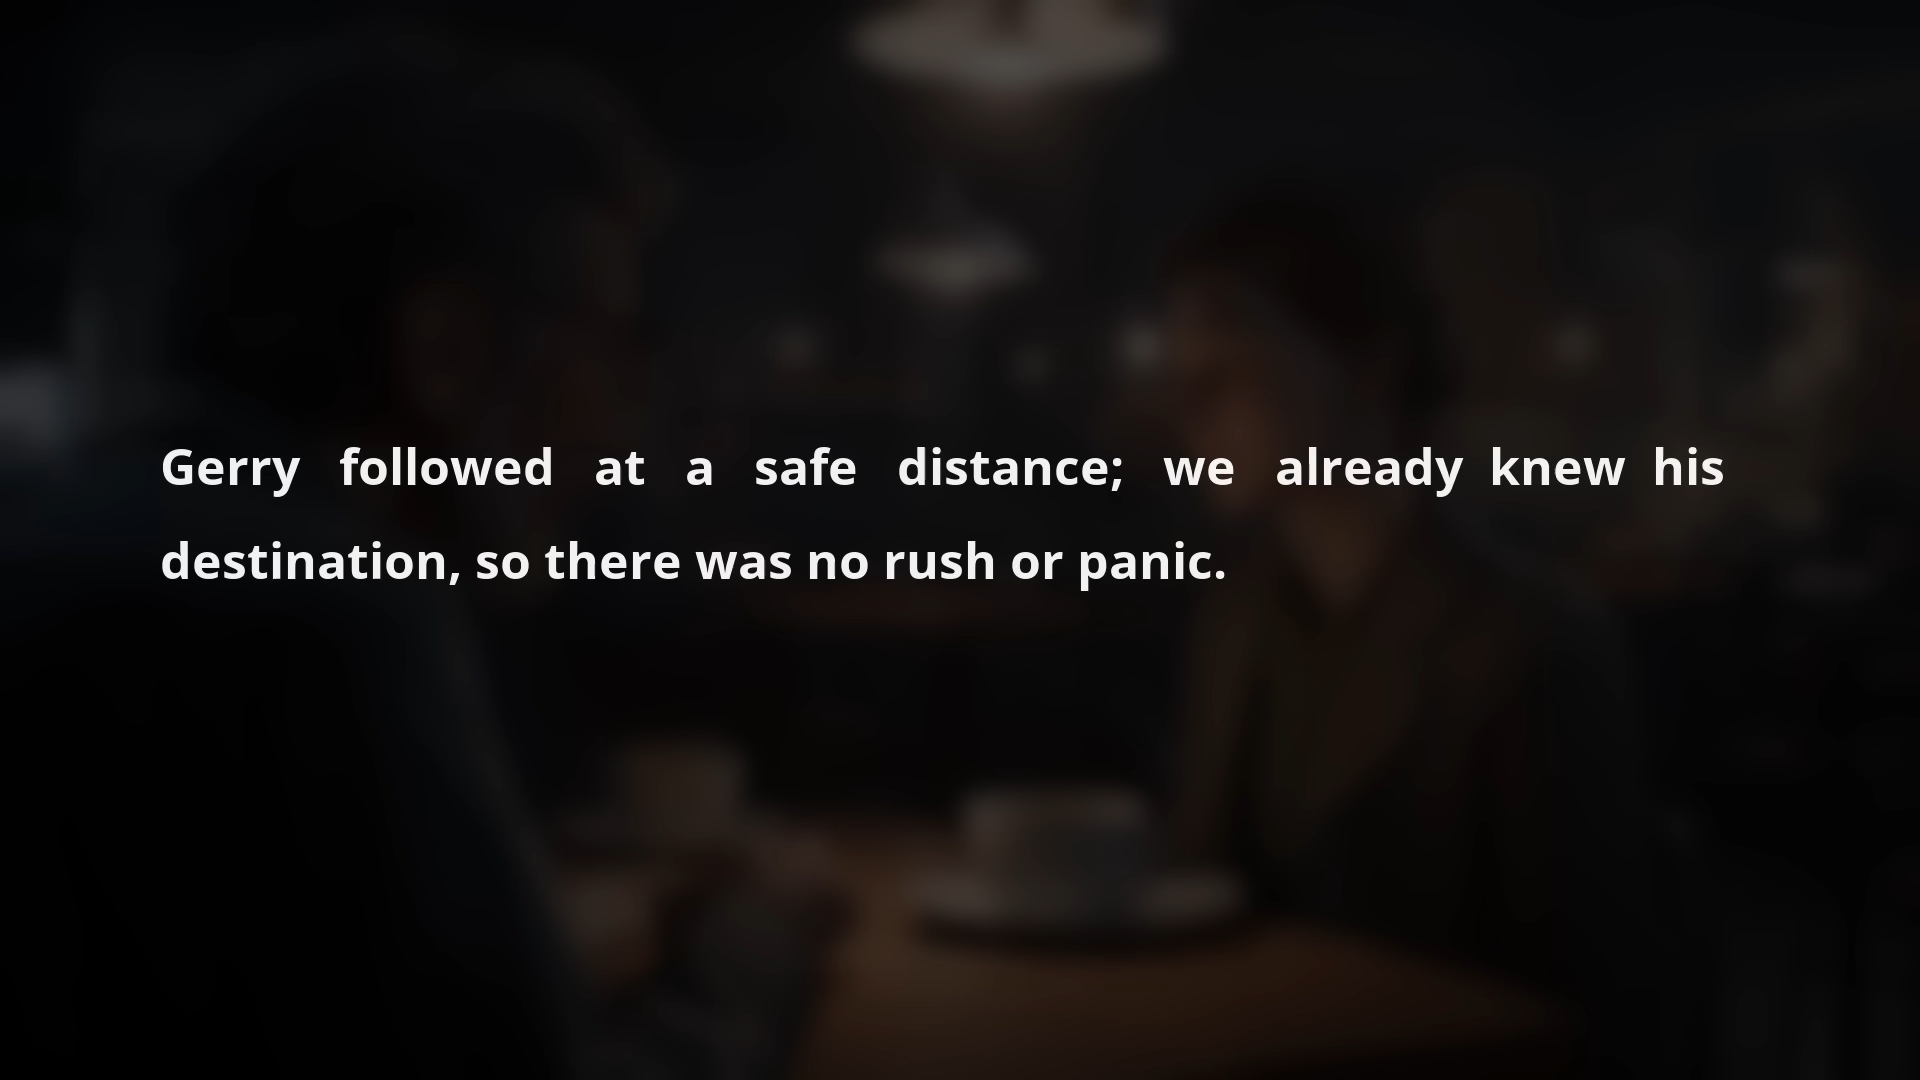 Gerry followed at a safe distance; we already knew his
destination, so there was no rush or panic.